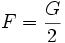 F = G/2